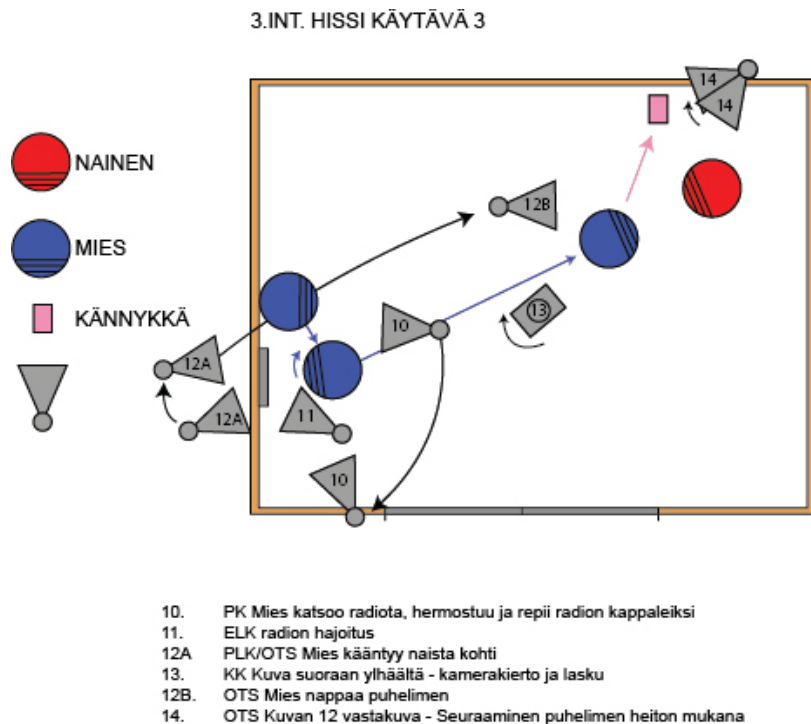 3.INT. HISSI KÄYTÄVÄ 3
14
14
NAINEN
12B
MIES
13
10
KÄNNYKKÄ
12A
12A
11
10
10. PK Mies katsoo radiota, hermostuu ja repii radion kappaleiksi
11. ELK radion hajoitus
12A PLK/OTS Mies kääntyy naista kohti
13. KK Kuva suoraan ylhäältä - kamerakierto ja lasku
12B. OTS Mies nappaa puhelimen
14. OTS Kuvan 12 vastakuva - Seuraaminen puhelimen heiton mukana